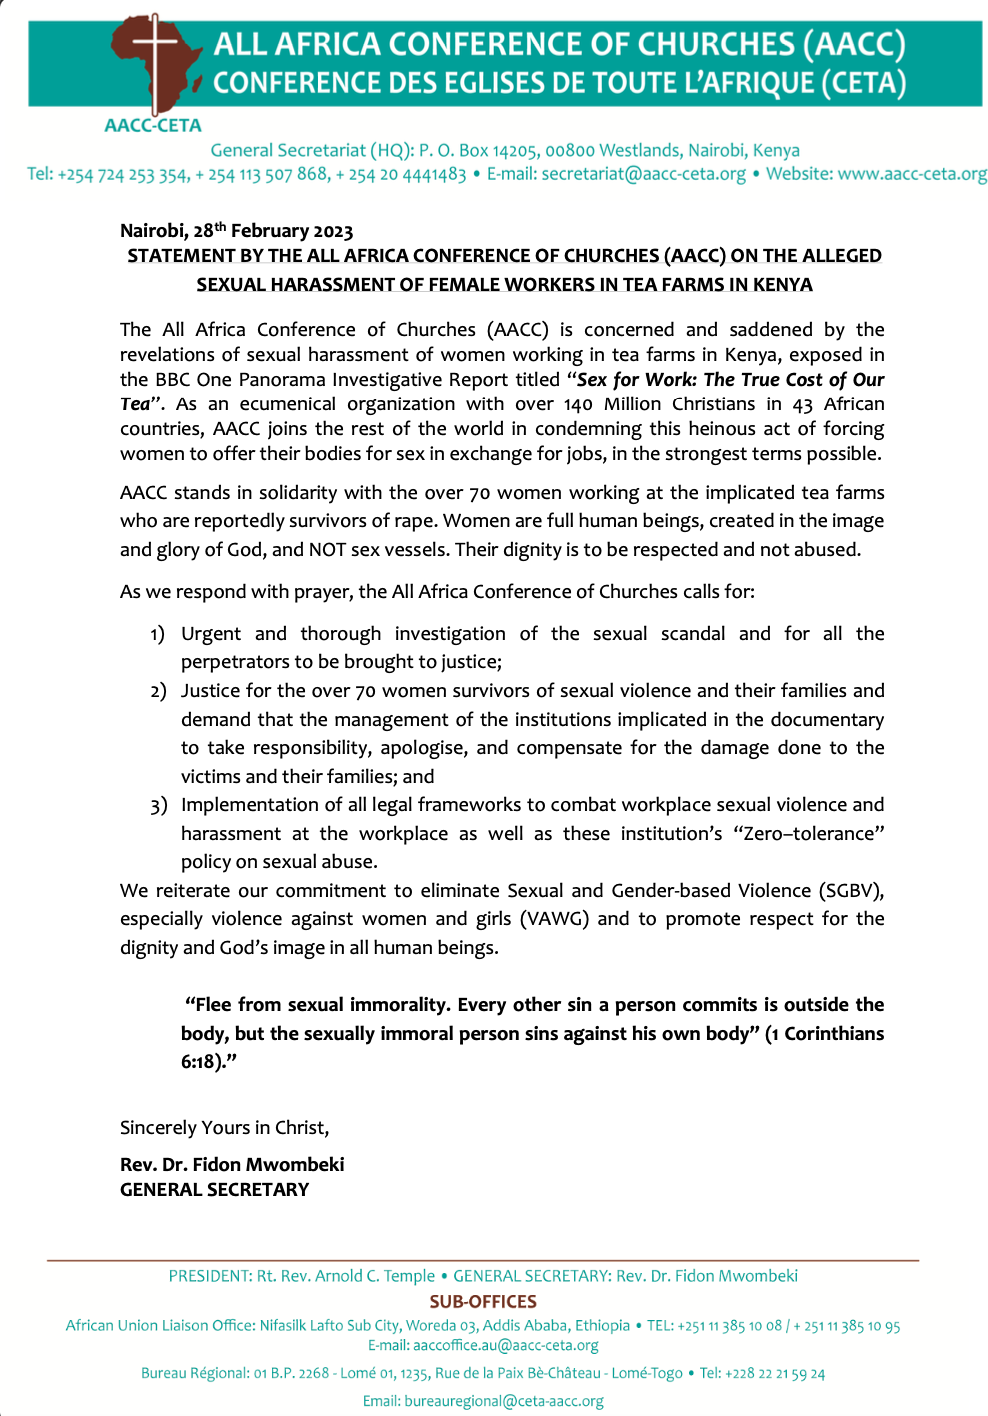 ALL AFRICA CONFERENCE OF CHURCHES (AACC)
CONFERENCE DES EGLISES DE TOUTE L'AFRIQUE (CETA)
AACC-CETA
General Secretariat (HQ): P. O. Box 14205, 00800 Westlands, Nairobi, Kenya
Tel: +254 724 253 354, + 254 113 507 868, + 254 20 4441483 • E-mail: secretariat@aacc-ceta.org • Website: www.aacc-ceta.org
Nairobi, 28th February 2023
STATEMENT BY THE ALL AFRICA CONFERENCE OF CHURCHES (AACC) ON THE ALLEGED
SEXUAL HARASSMENT OF FEMALE WORKERS IN TEA FARMS IN KENYA
The All Africa Conference of Churches (AACC) is concerned and saddened by the
revelations of sexual harassment of women working in tea farms in Kenya, exposed in
the BBC One Panorama Investigative Report titled “Sex for Work: The True Cost of Our
Tea”. As an ecumenical organization with over 140 Million Christians in 43 African
countries, AACC joins the rest of the world in condemning this heinous act of forcing
women to offer their bodies for sex in exchange for jobs, in the strongest terms possible.
AACC stands in solidarity with the over 70 women working at the implicated tea farms
who are reportedly survivors of rape. Women are full human beings, created in the image
and glory of God, and NOT sex vessels. Their dignity is to be respected and not abused.
As we respond with prayer, the All Africa Conference of Churches calls for:
1) Urgent and thorough investigation of the sexual scandal and for all the
perpetrators to be brought to justice;
2) Justice for the over 70 women survivors of sexual violence and their families and
demand that the management of the institutions implicated in the documentary
to take responsibility, apologise, and compensate for the damage done to the
victims and their families; and
3) Implementation of all legal frameworks to combat workplace sexual violence and
harassment at the workplace as well as these institution’s “Zero–tolerance”
policy on sexual abuse.
We reiterate our commitment to eliminate Sexual and Gender-based Violence (SGBV),
especially violence against women and girls (VAWG) and to promote respect for the
dignity and God’s image in all human beings.
“Flee from sexual immorality. Every other sin a person commits is outside the
body, but the sexually immoral person sins against his own body” (1 Corinthians
6:18).”
Sincerely Yours in Christ,
Rev. Dr. Fidon Mwombeki
GENERAL SECRETARY
PRESIDENT: Rt. Rev. Arnold C. Temple • GENERAL SECRETARY: Rev. Dr. Fidon Mwombeki
SUB-OFFICES
African Union Liaison Office: Nifasilk Lafto Sub City, Woreda 03, Addis Ababa, Ethiopia • TEL: +251 11 385 10 08 / + 251 11 385 10 95
E-mail: aaccoffice.au@aacc-ceta.org
Bureau Régional: 01 B.P. 2268 - Lomé 01, 1235, Rue de la Paix Bè-Château - Lomé-Togo • Tel: +228 22 21 59 24
Email: bureauregional@ceta-aacc.org